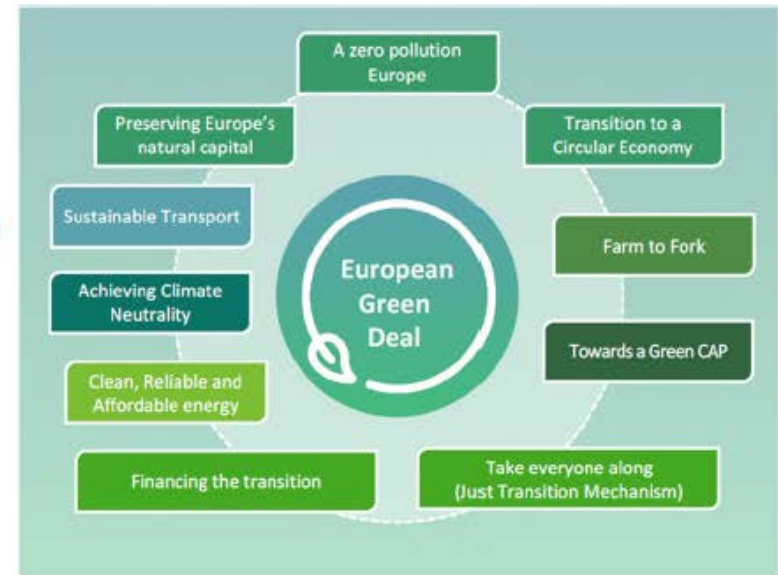 A zero pollution
Europe
Preserving Europe's
natural capital
Transition to a
Circular Economy
Sustainable Transport
Farm to Fork
European
Green
Deal
Achieving Climate
Neutrality
Towards a Green CAP
Clean, Reliable and
Affordable energy
Financing the transition
Take everyone along
(Just Transition Mechanism)